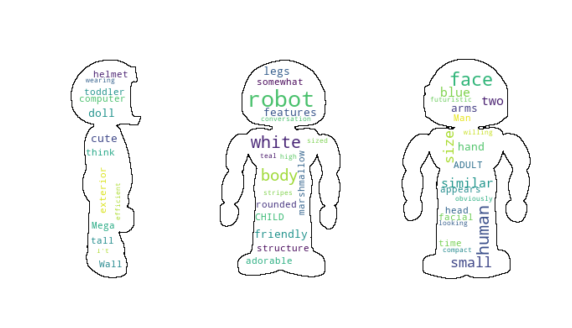 helmet
wearing
toddler
computer
doll
cute
think
exterior
efficient
Mega
tall
i't
Wall
legs
somewhat
robot
features
conversation
white
sized
teal high
marshmallow
body
stripes
rounded
CHILD
friendly
structure
adorable
face
blue
futuristic
two
arms
Man
willing
size
hand
ADULT
similar
appears
obviously
head
facial
looking
human
time
compact
small